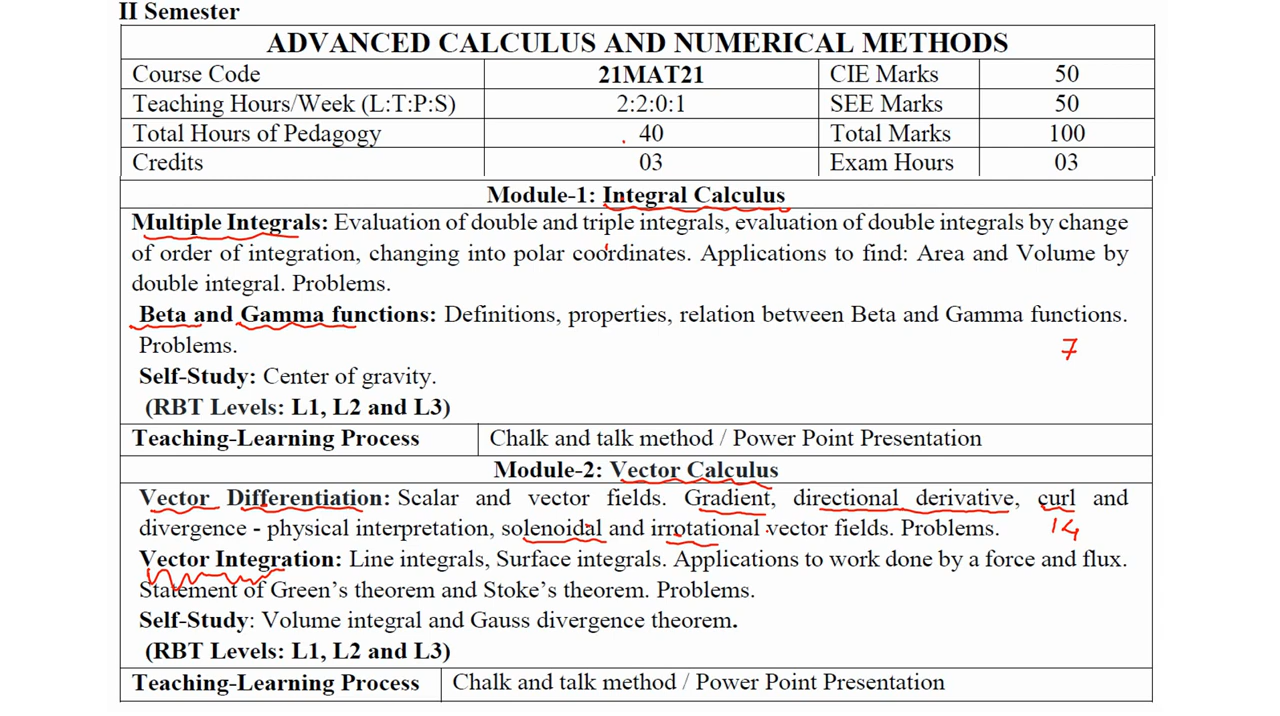 II Semester
ADVANCED CALCULUS AND NUMERICAL METHODS
Course Code 21MAT21 CIE Marks 50
Teaching Hours/Week (L:T:P:S) 2:2:0:1 SEE Marks 50
Total Hours of Pedagogy 40 Total Marks 100
Credits 03 Exam Hours 03
Module-1: Integral Calculus
Multiple Integrals: Evaluation of double and triple integrals, evaluation of double integrals by change
of order of integration, changing into polar coordinates. Applications to find: Area and Volume by
double integral. Problems.
Beta and Gamma functions: Definitions, properties, relation between Beta and Gamma functions.
Problems.
7
Self-Study: Center of gravity.
(RBT Levels: L1, L2 and L3)
Teaching-Learning Process Chalk and talk method / Power Point Presentation
Module-2: Vector Calculus
Vector Differentiation: Scalar and vector fields. Gradient, directional derivative, curl and
divergence - physical interpretation, solenoidal and irrotational vector fields. Problems.
14
Vector Integration: Line integrals, Surface integrals. Applications to work done by a force and flux.
Statement of Green's theorem and Stoke's theorem. Problems.
Self-Study: Volume integral and Gauss divergence theorem.
(RBT Levels: L1, L2 and L3)
Teaching-Learning Process Chalk and talk method / Power Point Presentation